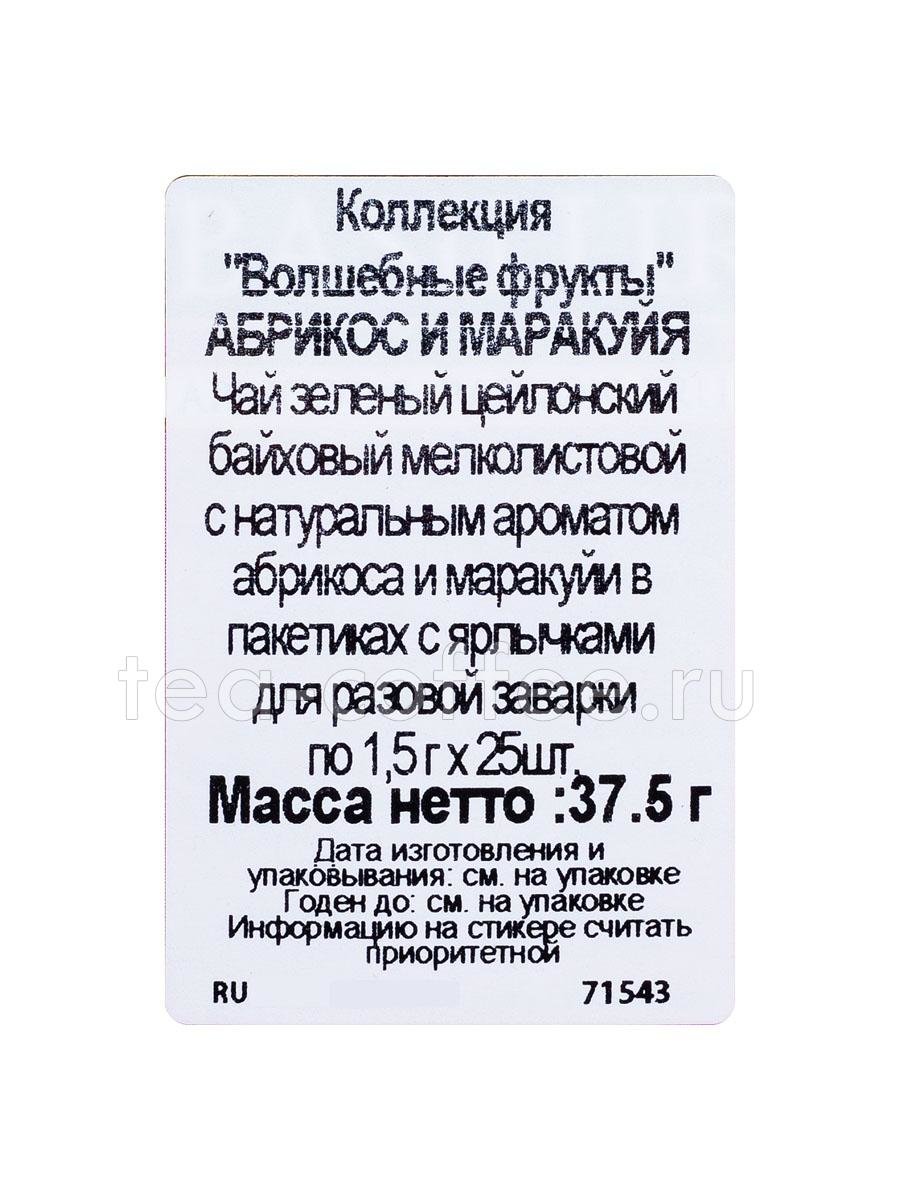 Коллекция
"Волшебные фрукты"
АБРИКОС И МАРАКУЙЯ
Чай зеленый цейлонский
байховый мелколистовой
с натуральным ароматом
абрикоса и маракуйи в
пакетиках с ярлычками
tea-coffee.ru
для разовой заварки
по 1,5 г х 25шт.
Масса нетто :37.5 г
Дата изготовления и
упаковывания: см. на упаковке
Годен до: см. на упаковке
Информацию на стикере считать
приоритетной
RU 71543